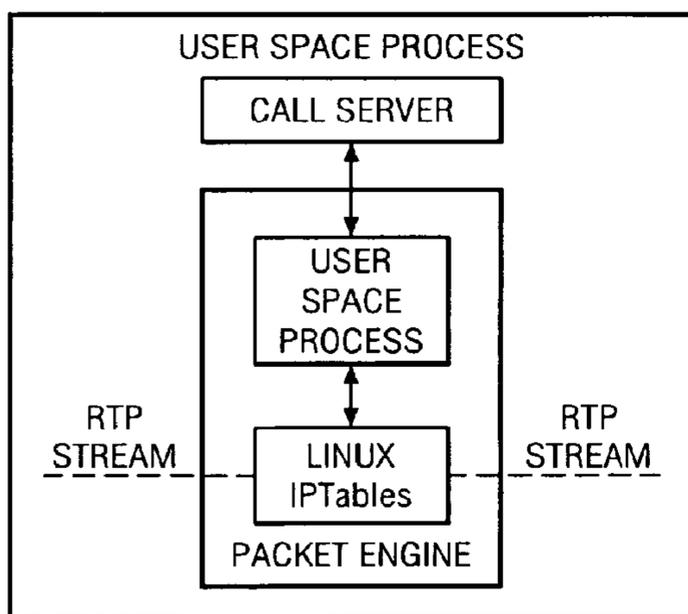 USER SPACE PROCESS
CALL SERVER
USER
SPACE
PROCESS
RTP
STREAM
LINUX
IPTables
RTP
STREAM
PACKET ENGINE